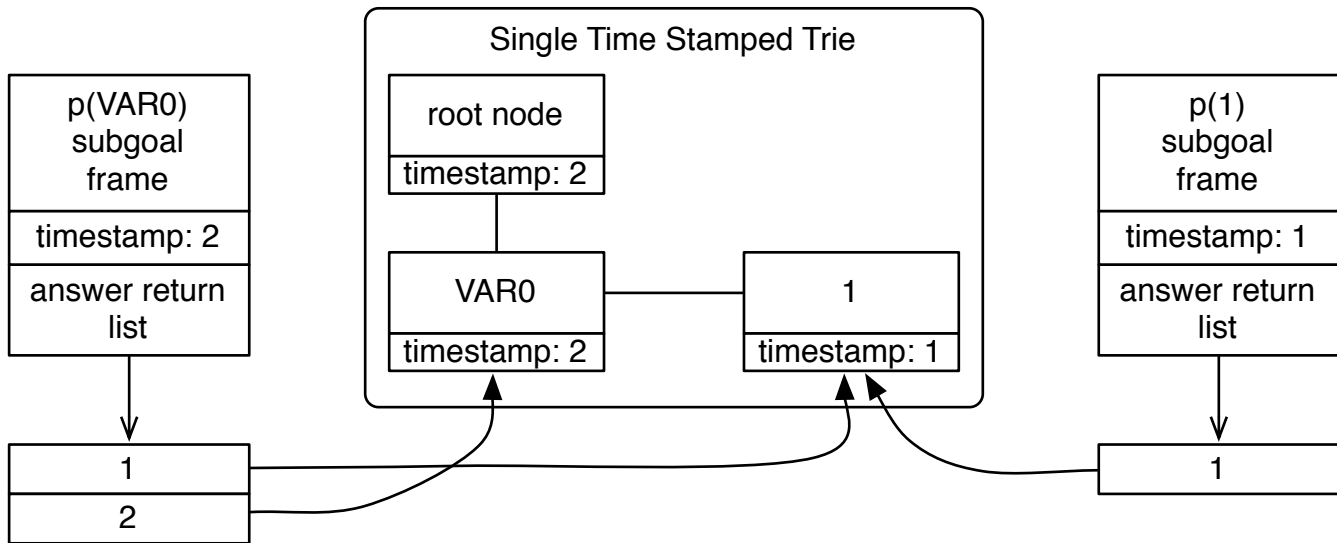 Single Time Stamped Trie
p(VAR0)
subgoal
frame
timestamp: 2
answer return
list
1
2
root node
timestamp: 2
VAR0
timestamp: 2
1
timestamp: 1
p(1)
subgoal
frame
timestamp: 1
answer return
list
1